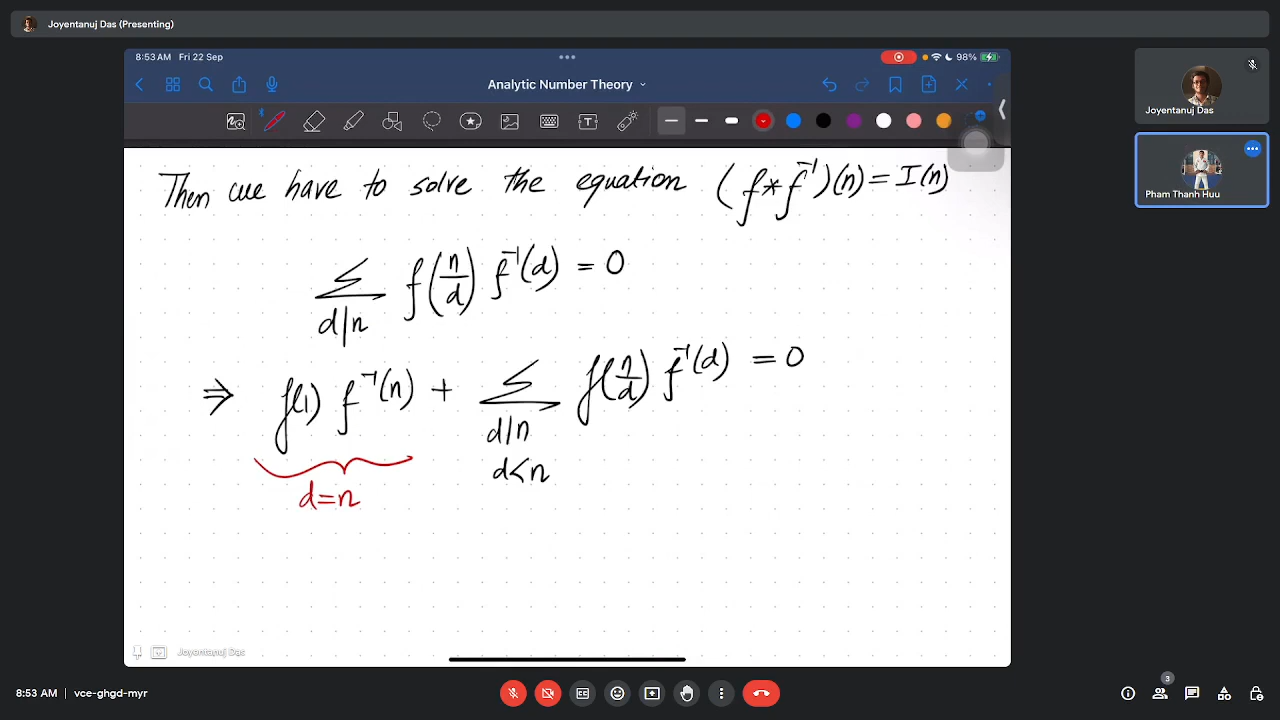 Joyentanuj Das (Presenting)
8:53 AM Fri 22 Sep
98%
Analytic Number Theory
Then we have to solve the equation (f*f⁻¹)(n) = I(n)
∑ f(n/d) f⁻¹(d) = 0
d|n
⇒ f(1) f⁻¹(n) + ∑ f(n/d) f⁻¹(d) = 0
d|n
d<n
d=n
Joyentanuj Das
Joyentanuj Das
Pham Thanh Huu
8:53 AM | vce-ghgd-myr
3